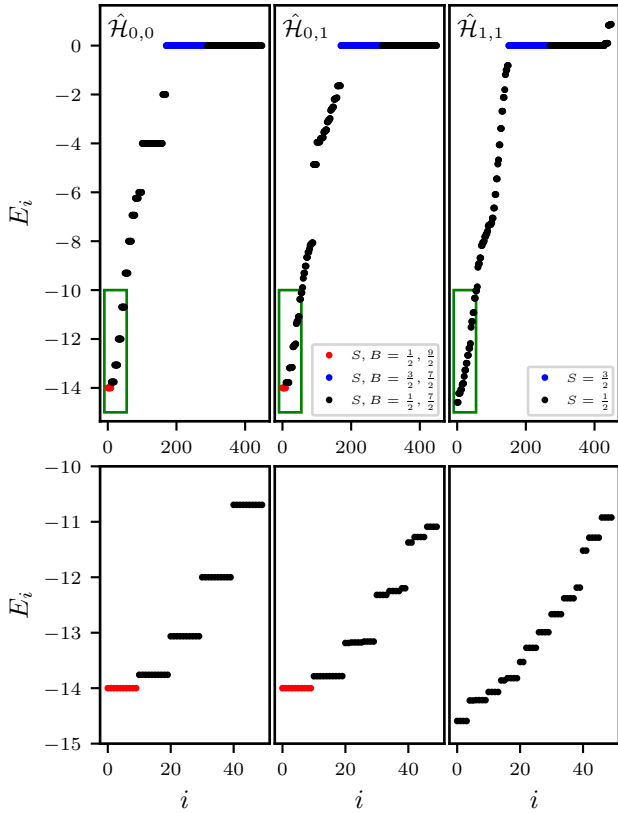 Ĥ₀,₀
Ĥ₀,₁
Ĥ₁,₁
E_i
0
−2
−4
−6
−8
−10
−12
−14
S, B = 1/2, 9/2
S, B = 3/2, 7/2
S, B = 1/2, 7/2
S = 3/2
S = 1/2
0 200 400
0 200 400
0 200 400
E_i
−10
−11
−12
−13
−14
−15
0 20 40
0 20 40
0 20 40
i
i
i